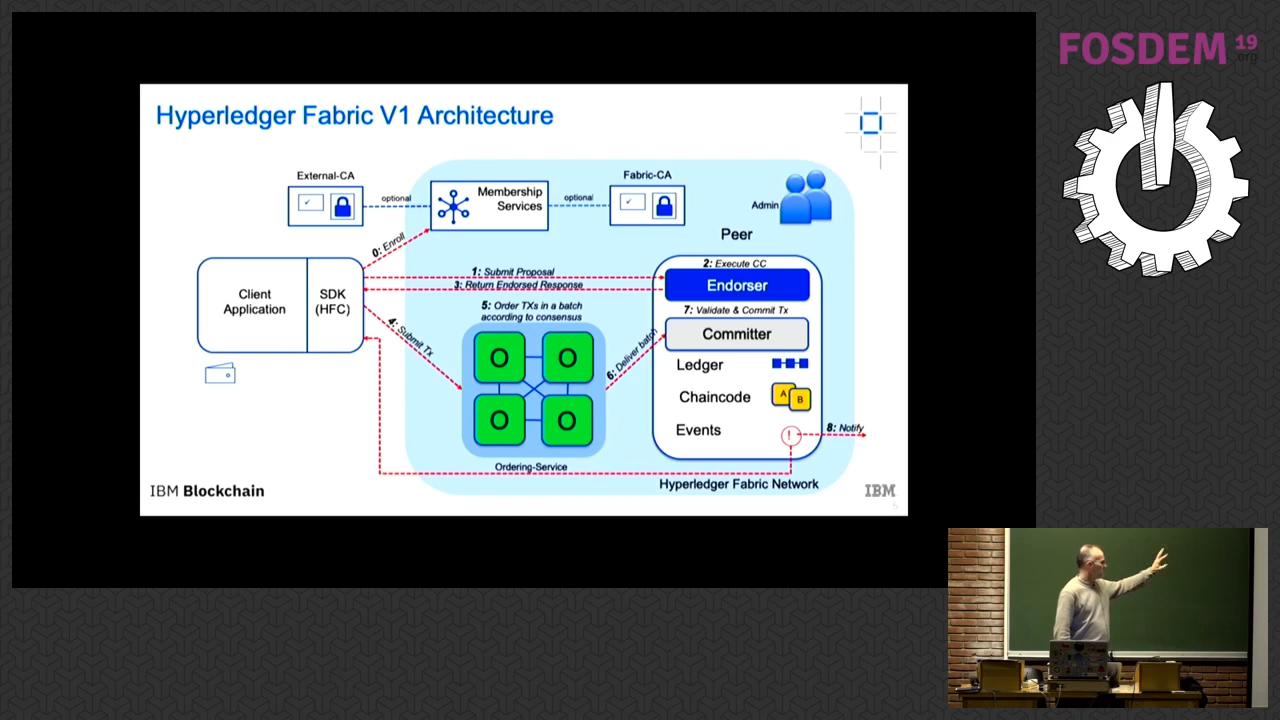 FOSDEM 19
.org
Hyperledger Fabric V1 Architecture
External-CA
Fabric-CA
optional
Membership
Services
optional
Admin
Peer
0: Enroll
1: Submit Proposal
2: Execute CC
3: Return Endorsed Response
Endorser
Client
Application
SDK
(HFC)
5: Order TXs in a batch
according to consensus
7: Validate & Commit Tx
4: Submit Tx
6: Deliver batch
Committer
O
O
O
O
Ledger
Chaincode
A
B
Events
!
8: Notify
Ordering-Service
Hyperledger Fabric Network
IBM Blockchain
IBM
5